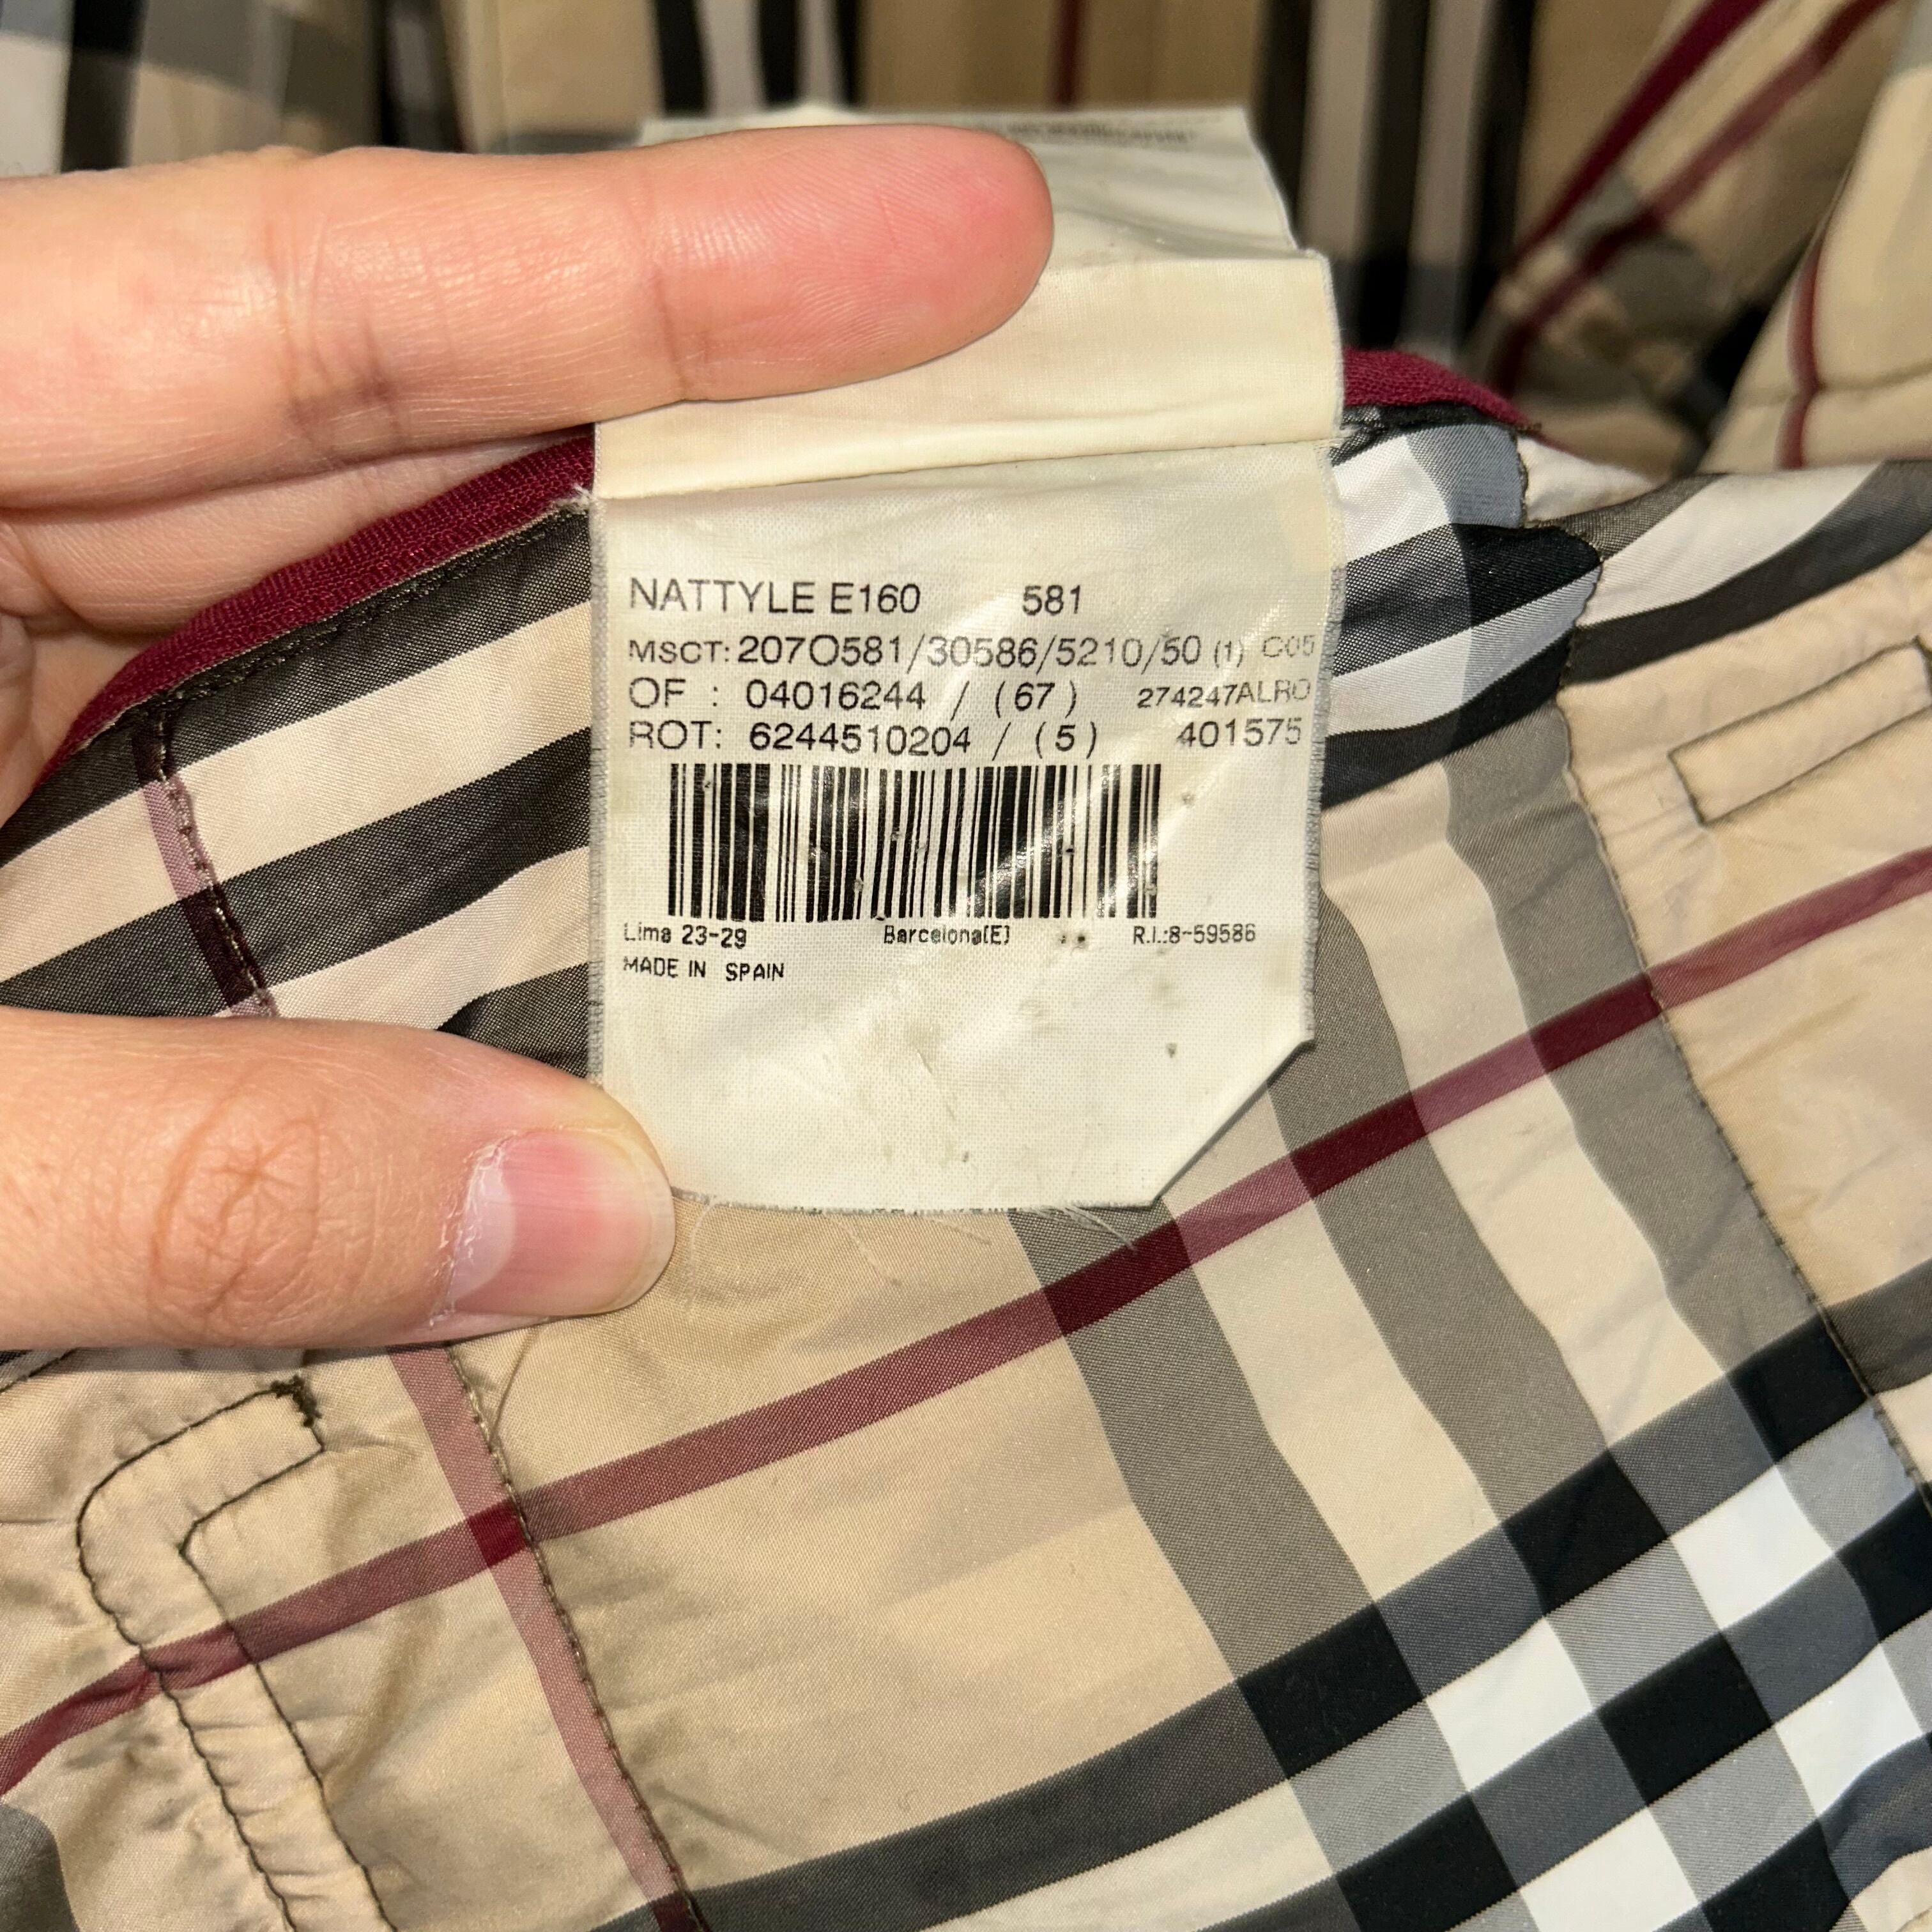 NATTYLE E160 581
MSCT: 207O581/30586/5210/50 (1) C05
OF : 04016244 / (67) 274247ALRO
ROT: 6244510204 / (5) 401575
Lima 23-29 Barcelona(E) R.I.:8-59586
MADE IN SPAIN